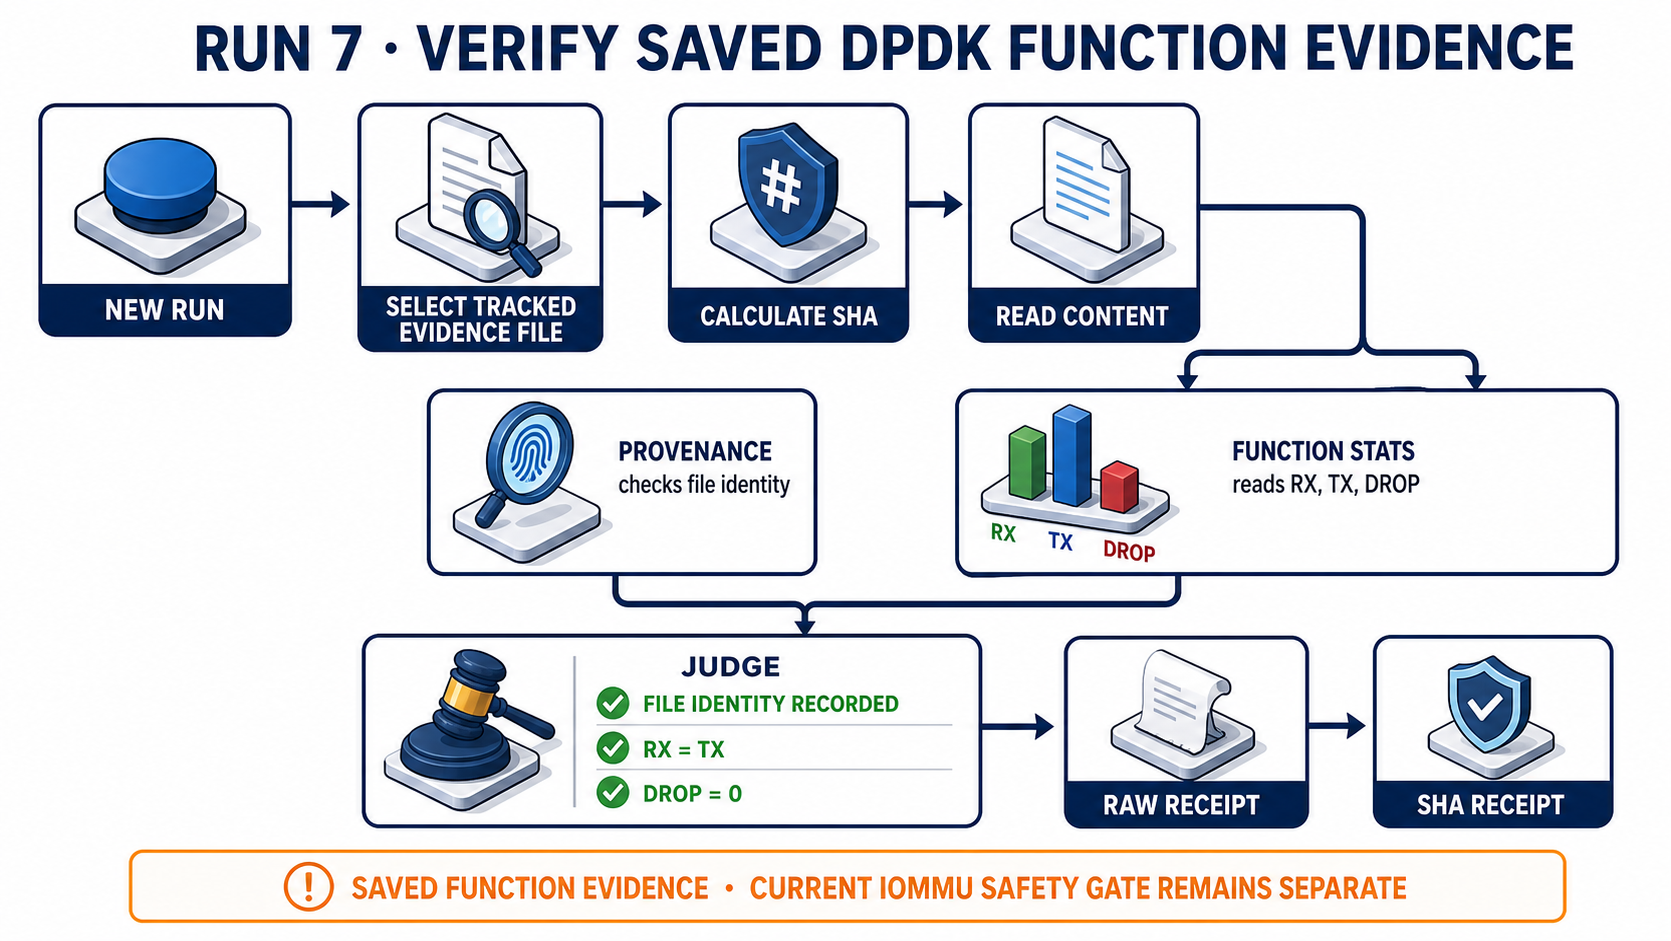 RUN 7 · VERIFY SAVED DPDK FUNCTION EVIDENCE
NEW RUN
SELECT TRACKED
EVIDENCE FILE
#
CALCULATE SHA
READ CONTENT
PROVENANCE
checks file identity
RX
TX
DROP
FUNCTION STATS
reads RX, TX, DROP
JUDGE
FILE IDENTITY RECORDED
RX = TX
DROP = 0
RAW RECEIPT
SHA RECEIPT
! SAVED FUNCTION EVIDENCE • CURRENT IOMMU SAFETY GATE REMAINS SEPARATE